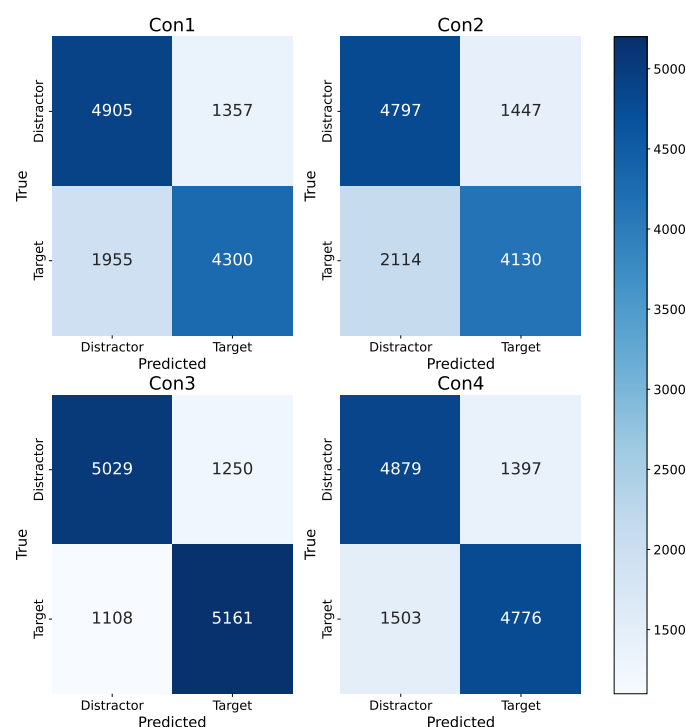 Con1
Con2
Distractor
4905
1357
Distractor
4797
1447
True
True
Target
1955
4300
Target
2114
4130
Distractor
Target
Distractor
Target
Predicted
Predicted
Con3
Con4
Distractor
5029
1250
Distractor
4879
1397
True
True
Target
1108
5161
Target
1503
4776
Distractor
Target
Distractor
Target
Predicted
Predicted
5000
4500
4000
3500
3000
2500
2000
1500